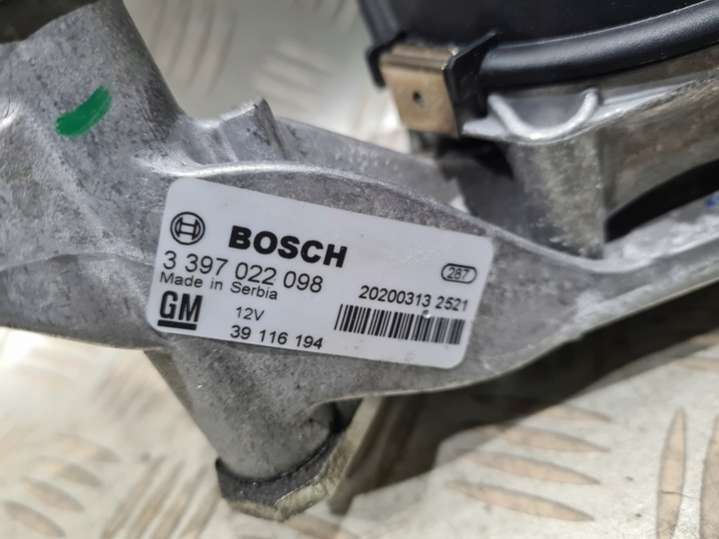 BOSCH
3 397 022 098
Made in Serbia
287
GM
12V
20200313 2521
39 116 194